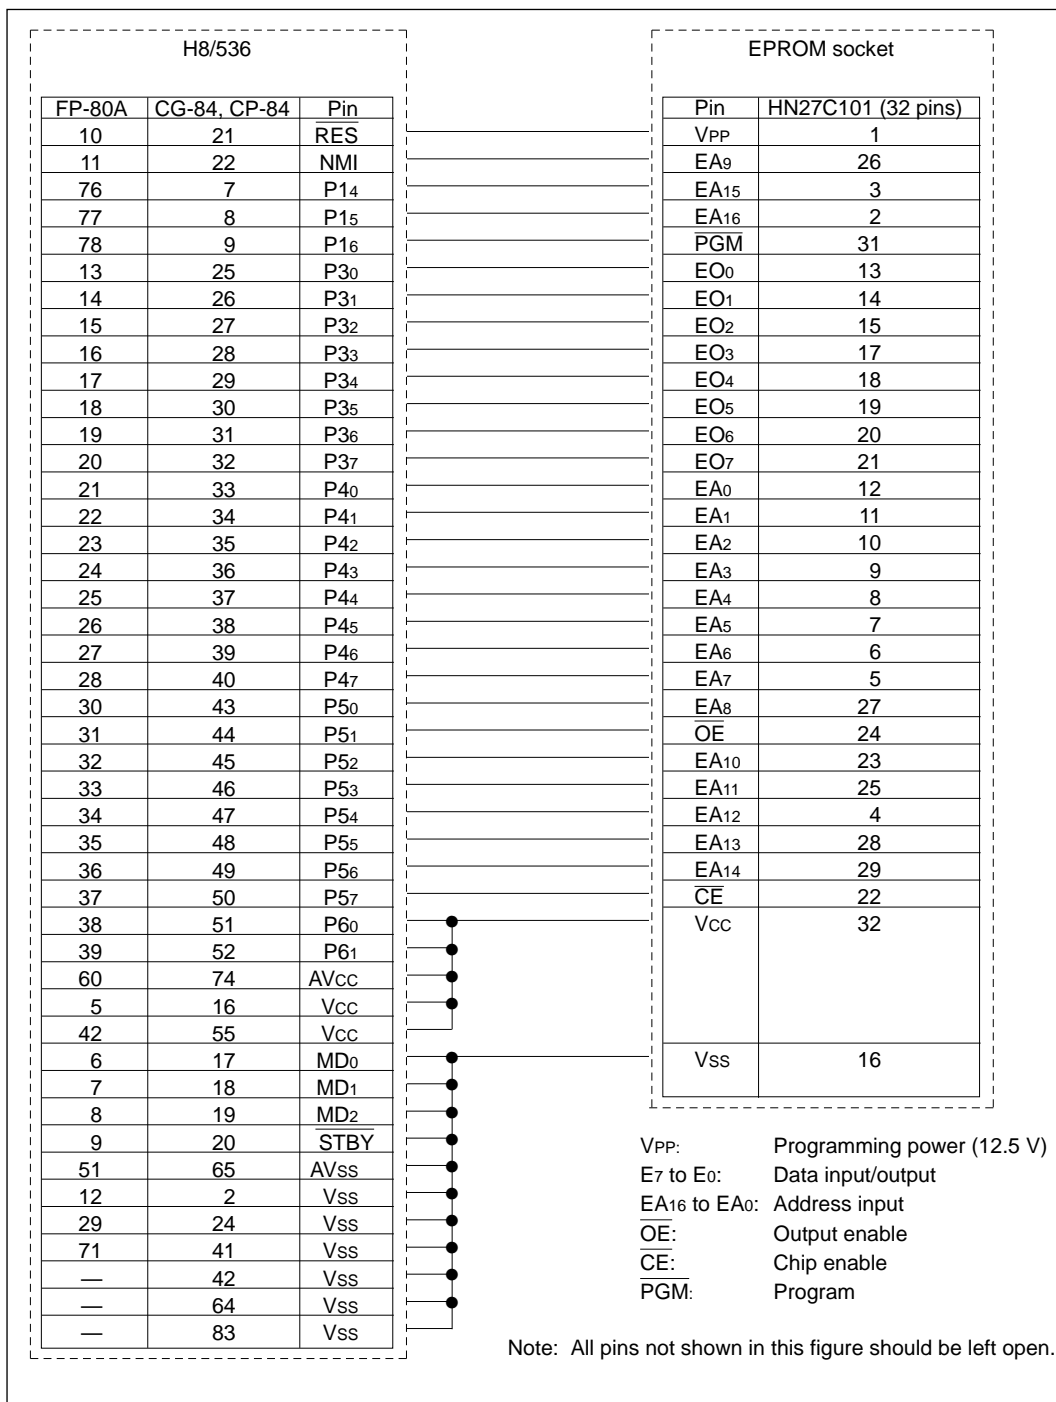 H8/536 EPROM socket
FP-80A CG-84, CP-84 Pin Pin HN27C101 (32 pins)
10 21 R̅E̅S̅ VPP 1
11 22 NMI EA9 26
76 7 P14 EA15 3
77 8 P15 EA16 2
78 9 P16 P̅G̅M̅ 31
13 25 P30 EO0 13
14 26 P31 EO1 14
15 27 P32 EO2 15
16 28 P33 EO3 17
17 29 P34 EO4 18
18 30 P35 EO5 19
19 31 P36 EO6 20
20 32 P37 EO7 21
21 33 P40 EA0 12
22 34 P41 EA1 11
23 35 P42 EA2 10
24 36 P43 EA3 9
25 37 P44 EA4 8
26 38 P45 EA5 7
27 39 P46 EA6 6
28 40 P47 EA7 5
30 43 P50 EA8 27
31 44 P51 O̅E̅ 24
32 45 P52 EA10 23
33 46 P53 EA11 25
34 47 P54 EA12 4
35 48 P55 EA13 28
36 49 P56 EA14 29
37 50 P57 C̅E̅ 22
38 51 P60 VCC 32
39 52 P61
60 74 AVCC
5 16 VCC
42 55 VCC
6 17 MD0 VSS 16
7 18 MD1
8 19 MD2
9 20 S̅T̅B̅Y̅
51 65 AVSS
12 2 VSS
29 24 VSS
71 41 VSS
— 42 VSS
— 64 VSS
— 83 VSS
VPP: Programming power (12.5 V)
E7 to E0: Data input/output
EA16 to EA0: Address input
O̅E̅: Output enable
C̅E̅: Chip enable
P̅G̅M̅: Program
Note: All pins not shown in this figure should be left open.